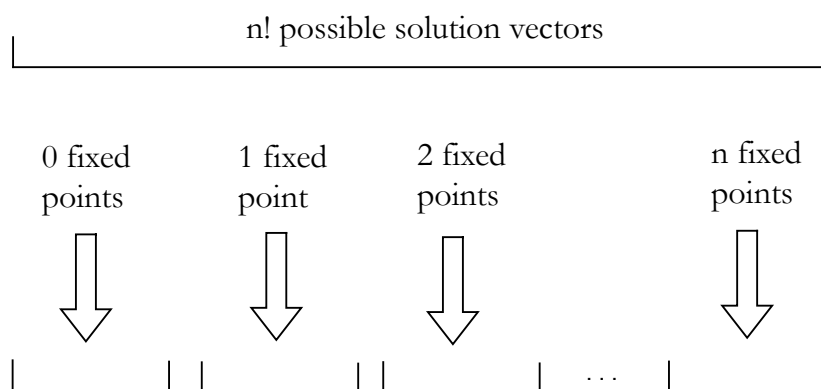 n! possible solution vectors
0 fixed
points
1 fixed
point
2 fixed
points
n fixed
points
. . .